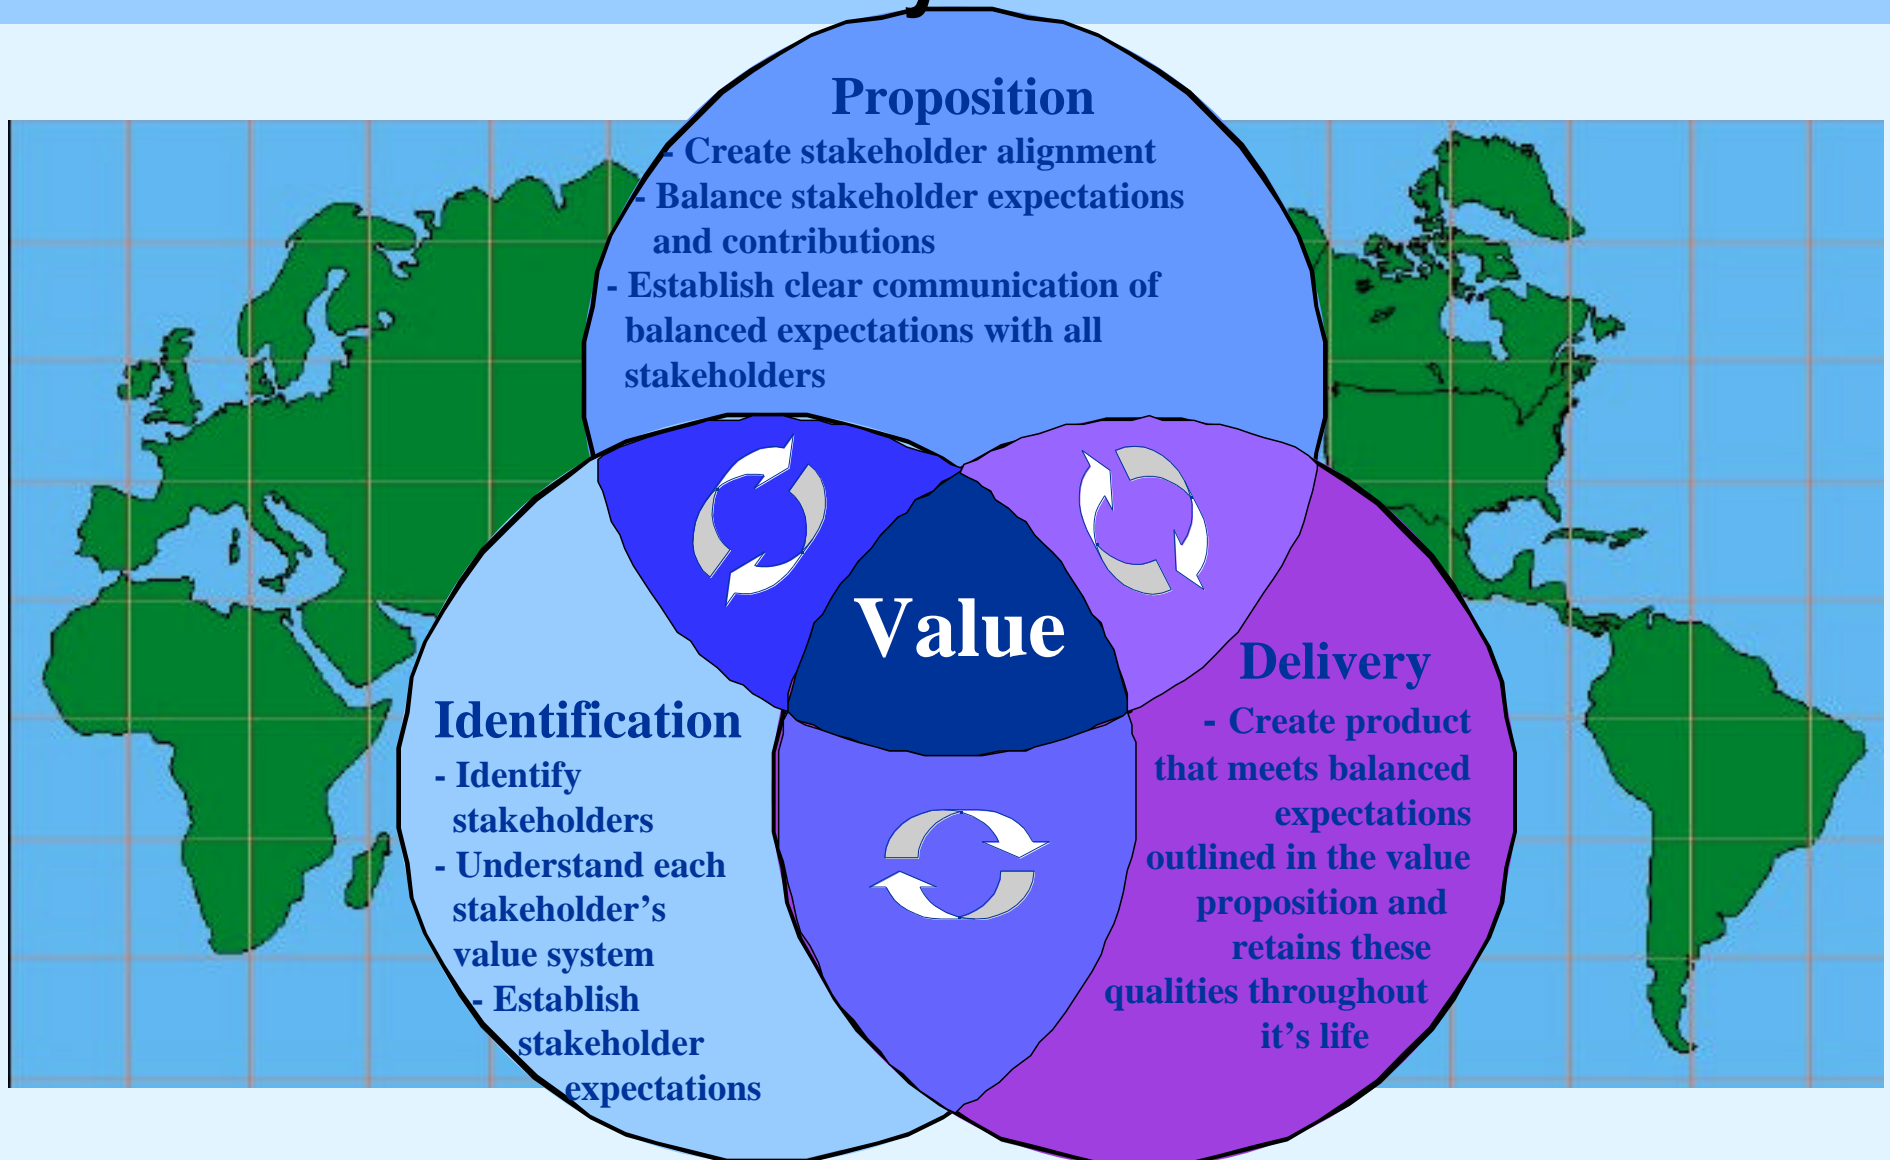 Proposition
- Create stakeholder alignment
- Balance stakeholder expectations
and contributions
- Establish clear communication of
balanced expectations with all
stakeholders
Value
Identification
- Identify
stakeholders
- Understand each
stakeholder’s
value system
- Establish
stakeholder
expectations
Delivery
- Create product
that meets balanced
expectations
outlined in the value
proposition and
retains these
qualities throughout
it’s life